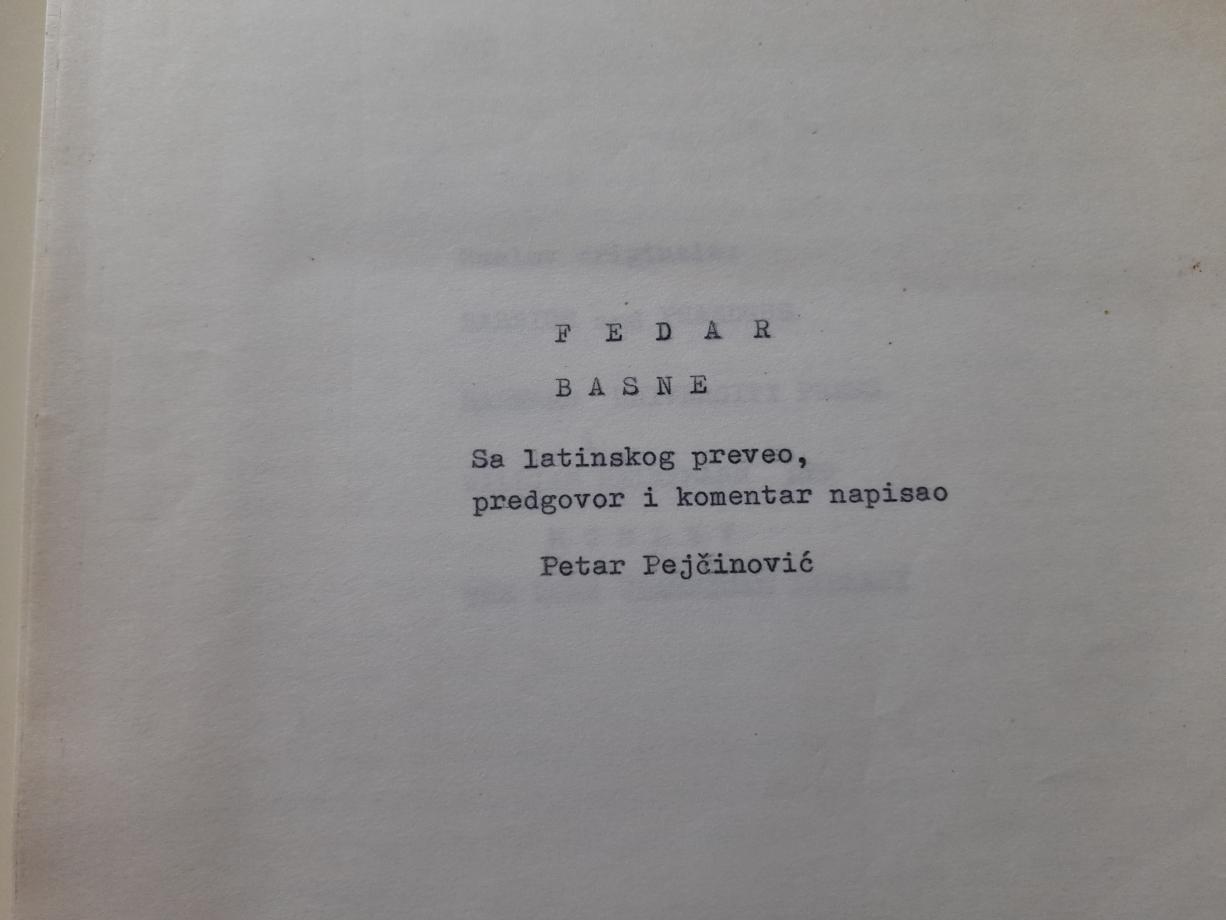 F E D A R
B A S N E
Sa latinskog preveo,
predgovor i komentar napisao
Petar Pejčinović